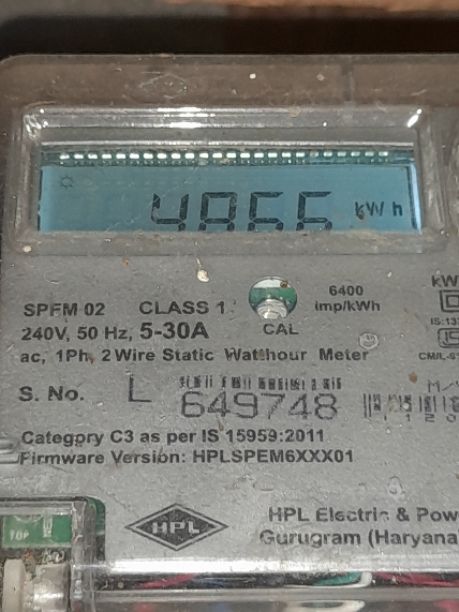 4866 kWh
SPEM 02 CLASS 1 6400
imp/kWh
240V, 50 Hz, 5-30A CAL
ac, 1Ph, 2 Wire Static Watthour Meter
S. No. L 649748
Category C3 as per IS 15959:2011
Firmware Version: HPLSPEM6XXX01
TOP
HPL
HPL Electric & Pow
Gurugram (Haryana